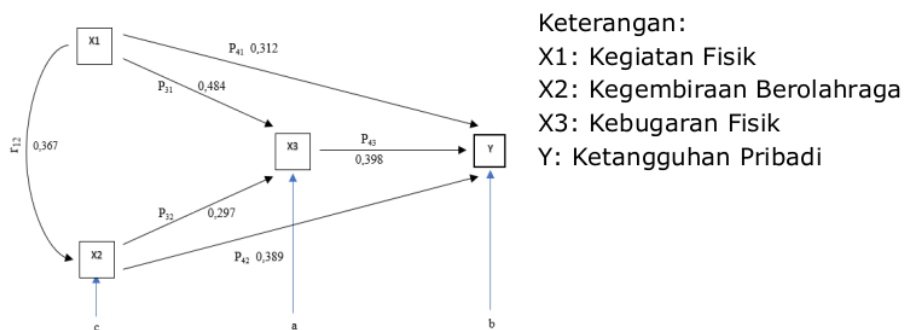 X1
P41 0,312
P31 0,484
r12 0,367
X3
P43
0,398
Y
P32 0,297
X2
P42 0,389
c
a
b
Keterangan:
X1: Kegiatan Fisik
X2: Kegembiraan Berolahraga
X3: Kebugaran Fisik
Y: Ketangguhan Pribadi